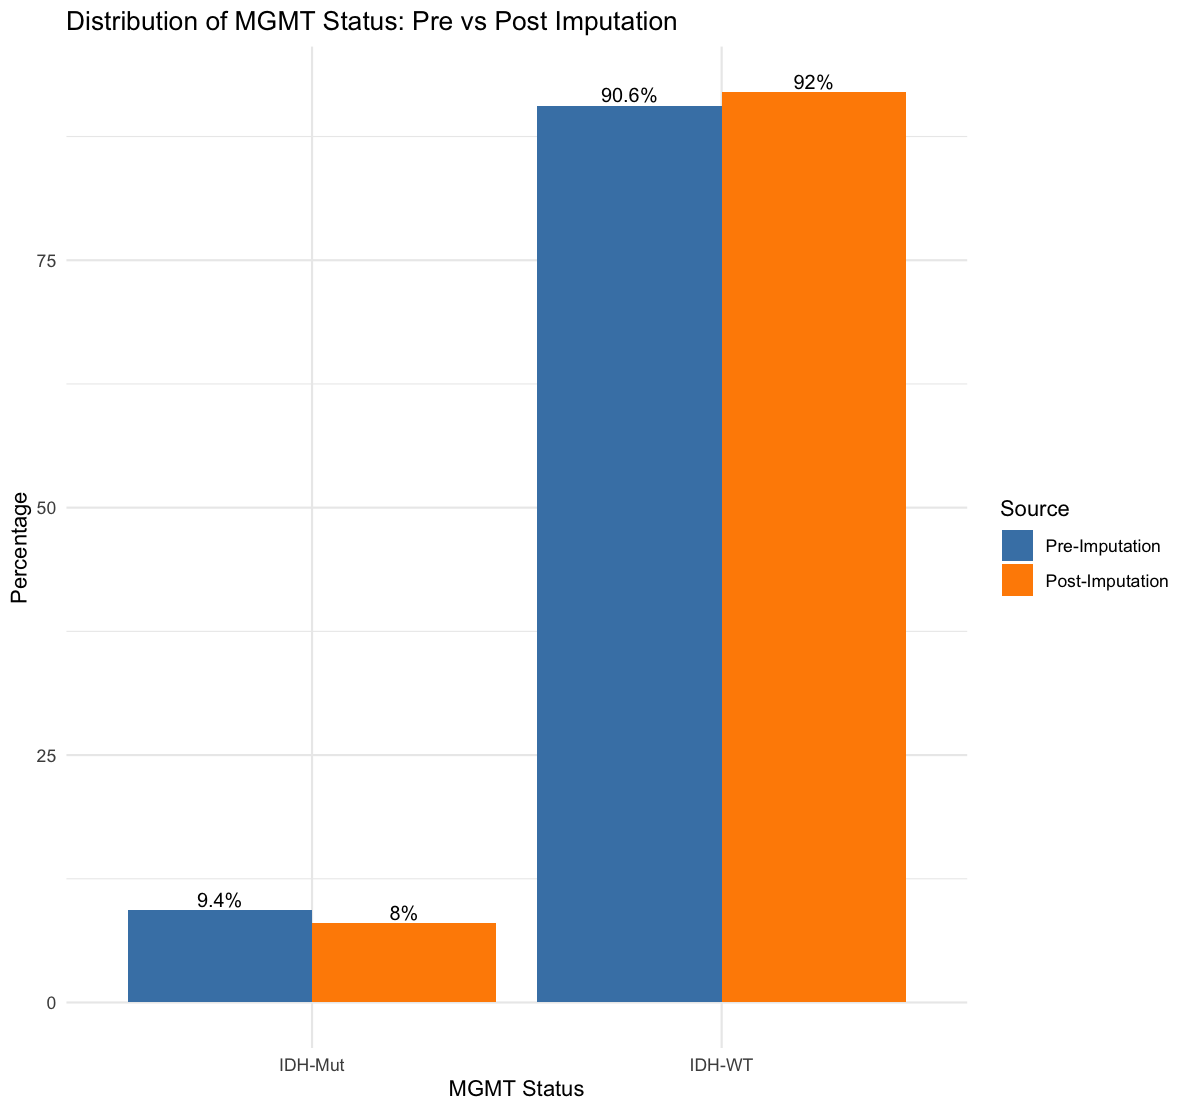 Distribution of MGMT Status: Pre vs Post Imputation
90.6%
92%
9.4%
8%
75
50
25
0
Percentage
IDH-Mut
IDH-WT
MGMT Status
Source
Pre-Imputation
Post-Imputation